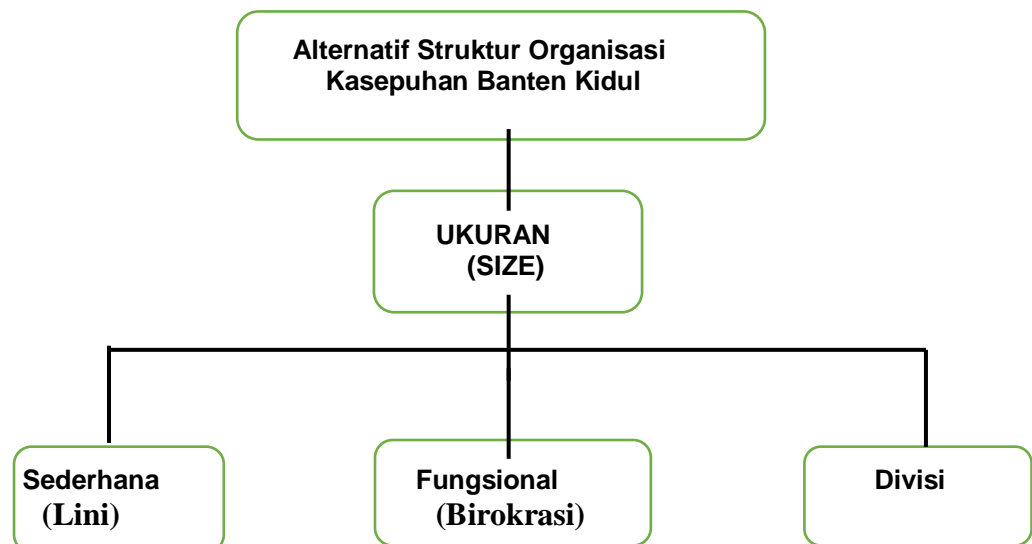 Alternatif Struktur Organisasi
Kasepuhan Banten Kidul
UKURAN
(SIZE)
Sederhana
(Lini)
Fungsional
(Birokrasi)
Divisi